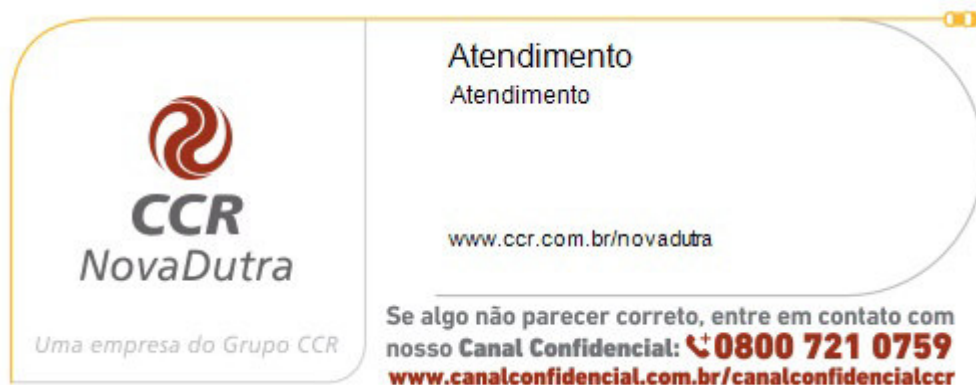 CCR
NovaDutra
Uma empresa do Grupo CCR
Atendimento
Atendimento
www.ccr.com.br/novadutra
Se algo não parecer correto, entre em contato com
nosso Canal Confidencial: 0800 721 0759
www.canalconfidencial.com.br/canalconfidencialccr